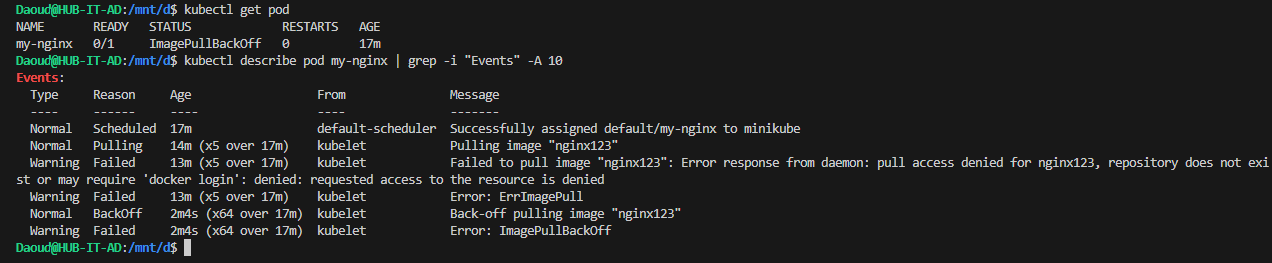 Daoud@HUB-IT-AD:/mnt/d$ kubectl get pod
NAME       READY   STATUS             RESTARTS   AGE
my-nginx   0/1     ImagePullBackOff   0          17m
Daoud@HUB-IT-AD:/mnt/d$ kubectl describe pod my-nginx | grep -i "Events" -A 10
Events:
  Type     Reason     Age                  From               Message
  ----     ------     ----                 ----               -------
  Normal   Scheduled  17m                  default-scheduler  Successfully assigned default/my-nginx to minikube
  Normal   Pulling    14m (x5 over 17m)    kubelet            Pulling image "nginx123"
  Warning  Failed     13m (x5 over 17m)    kubelet            Failed to pull image "nginx123": Error response from daemon: pull access denied for nginx123, repository does not exi
st or may require 'docker login': denied: requested access to the resource is denied
  Warning  Failed     13m (x5 over 17m)    kubelet            Error: ErrImagePull
  Normal   BackOff    2m4s (x64 over 17m)  kubelet            Back-off pulling image "nginx123"
  Warning  Failed     2m4s (x64 over 17m)  kubelet            Error: ImagePullBackOff
Daoud@HUB-IT-AD:/mnt/d$